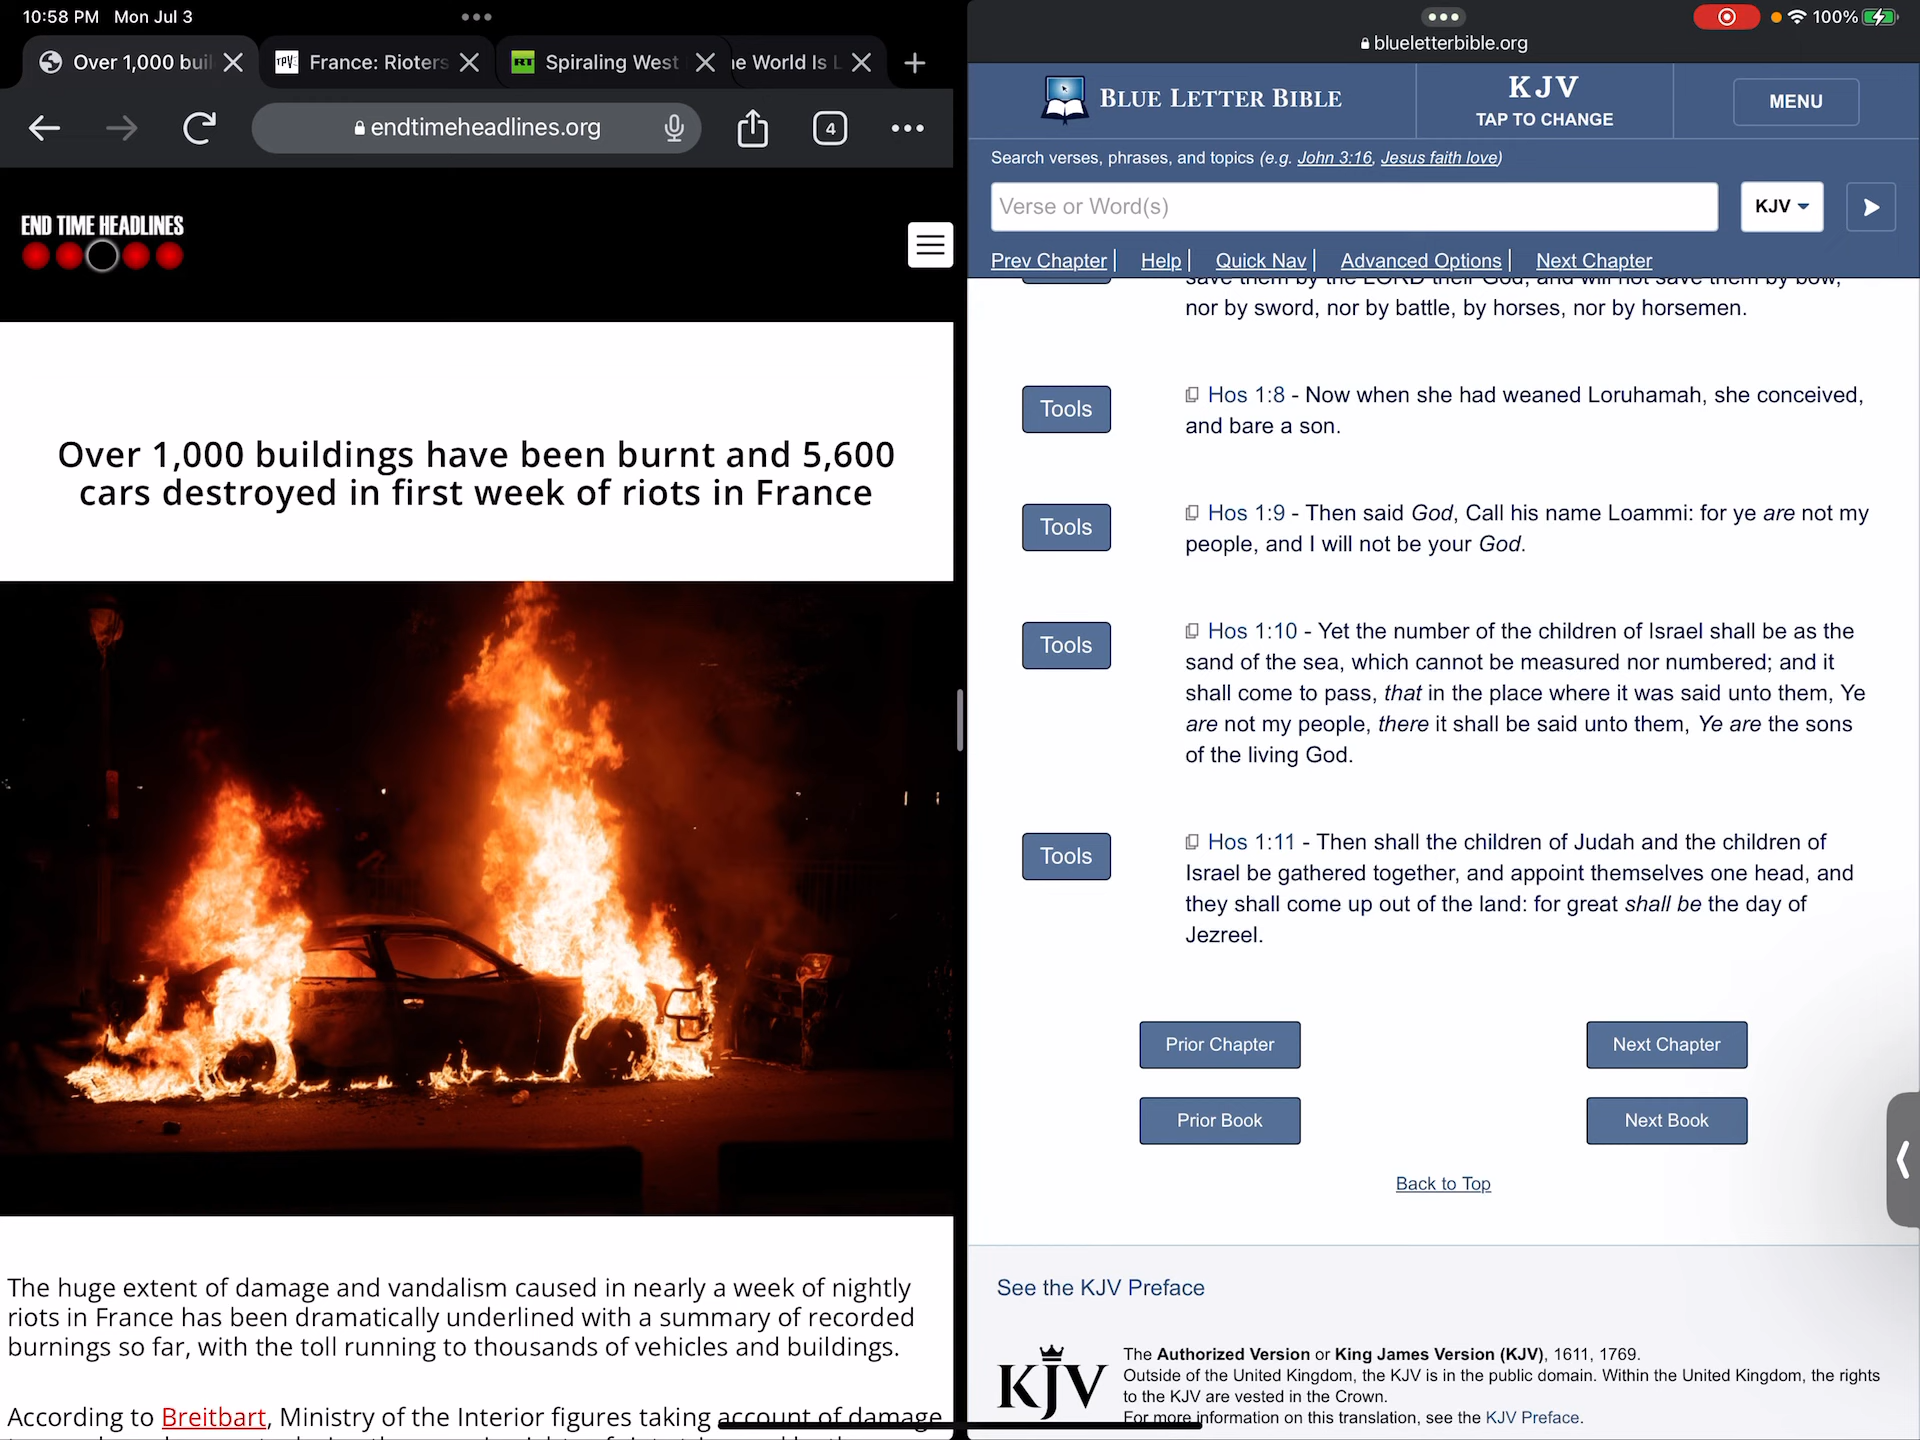 10:58 PM Mon Jul 3
Over 1,000 buil
France: Rioters
RT
Spiraling West
e World Is L
endtimeheadlines.org
4
END TIME HEADLINES
Over 1,000 buildings have been burnt and 5,600
cars destroyed in first week of riots in France
The huge extent of damage and vandalism caused in nearly a week of nightly
riots in France has been dramatically underlined with a summary of recorded
burnings so far, with the toll running to thousands of vehicles and buildings.
According to Breitbart, Ministry of the Interior figures taking account of damage
100%
blueletterbible.org
BLUE LETTER BIBLE
KJV
TAP TO CHANGE
MENU
Search verses, phrases, and topics (e.g. John 3:16, Jesus faith love)
Verse or Word(s)
KJV
Prev Chapter | Help | Quick Nav | Advanced Options | Next Chapter
save them by the LORD their God, and will not save them by bow,
nor by sword, nor by battle, by horses, nor by horsemen.
Tools
Hos 1:8 - Now when she had weaned Loruhamah, she conceived,
and bare a son.
Tools
Hos 1:9 - Then said God, Call his name Loammi: for ye are not my
people, and I will not be your God.
Tools
Hos 1:10 - Yet the number of the children of Israel shall be as the
sand of the sea, which cannot be measured nor numbered; and it
shall come to pass, that in the place where it was said unto them, Ye
are not my people, there it shall be said unto them, Ye are the sons
of the living God.
Tools
Hos 1:11 - Then shall the children of Judah and the children of
Israel be gathered together, and appoint themselves one head, and
they shall come up out of the land: for great shall be the day of
Jezreel.
Prior Chapter
Next Chapter
Prior Book
Next Book
Back to Top
See the KJV Preface
KJV
The Authorized Version or King James Version (KJV), 1611, 1769.
Outside of the United Kingdom, the KJV is in the public domain. Within the United Kingdom, the rights
to the KJV are vested in the Crown.
For more information on this translation, see the KJV Preface.